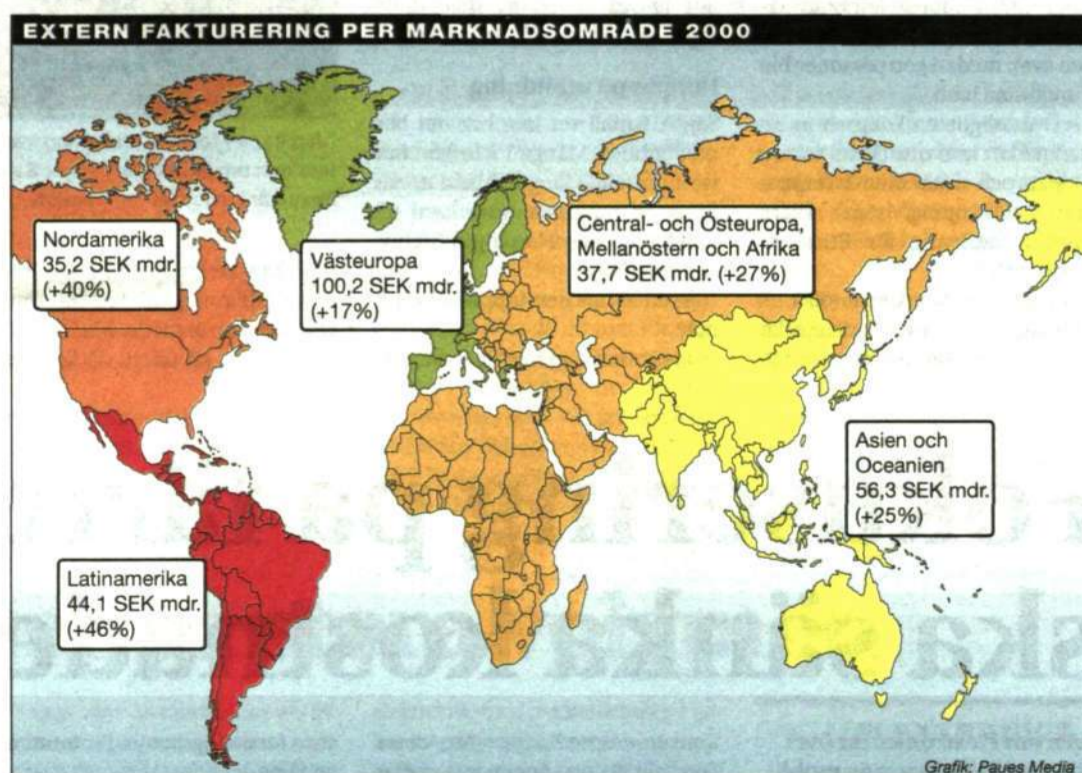 EXTERN FAKTURERING PER MARKNADSOMRÅDE 2000
Nordamerika
35,2 SEK mdr.
(+40%)
Västeuropa
100,2 SEK mdr.
(+17%)
Central- och Östeuropa,
Mellanöstern och Afrika
37,7 SEK mdr. (+27%)
Asien och
Oceanien
56,3 SEK mdr.
(+25%)
Latinamerika
44,1 SEK mdr.
(+46%)
Grafik: Paues Media